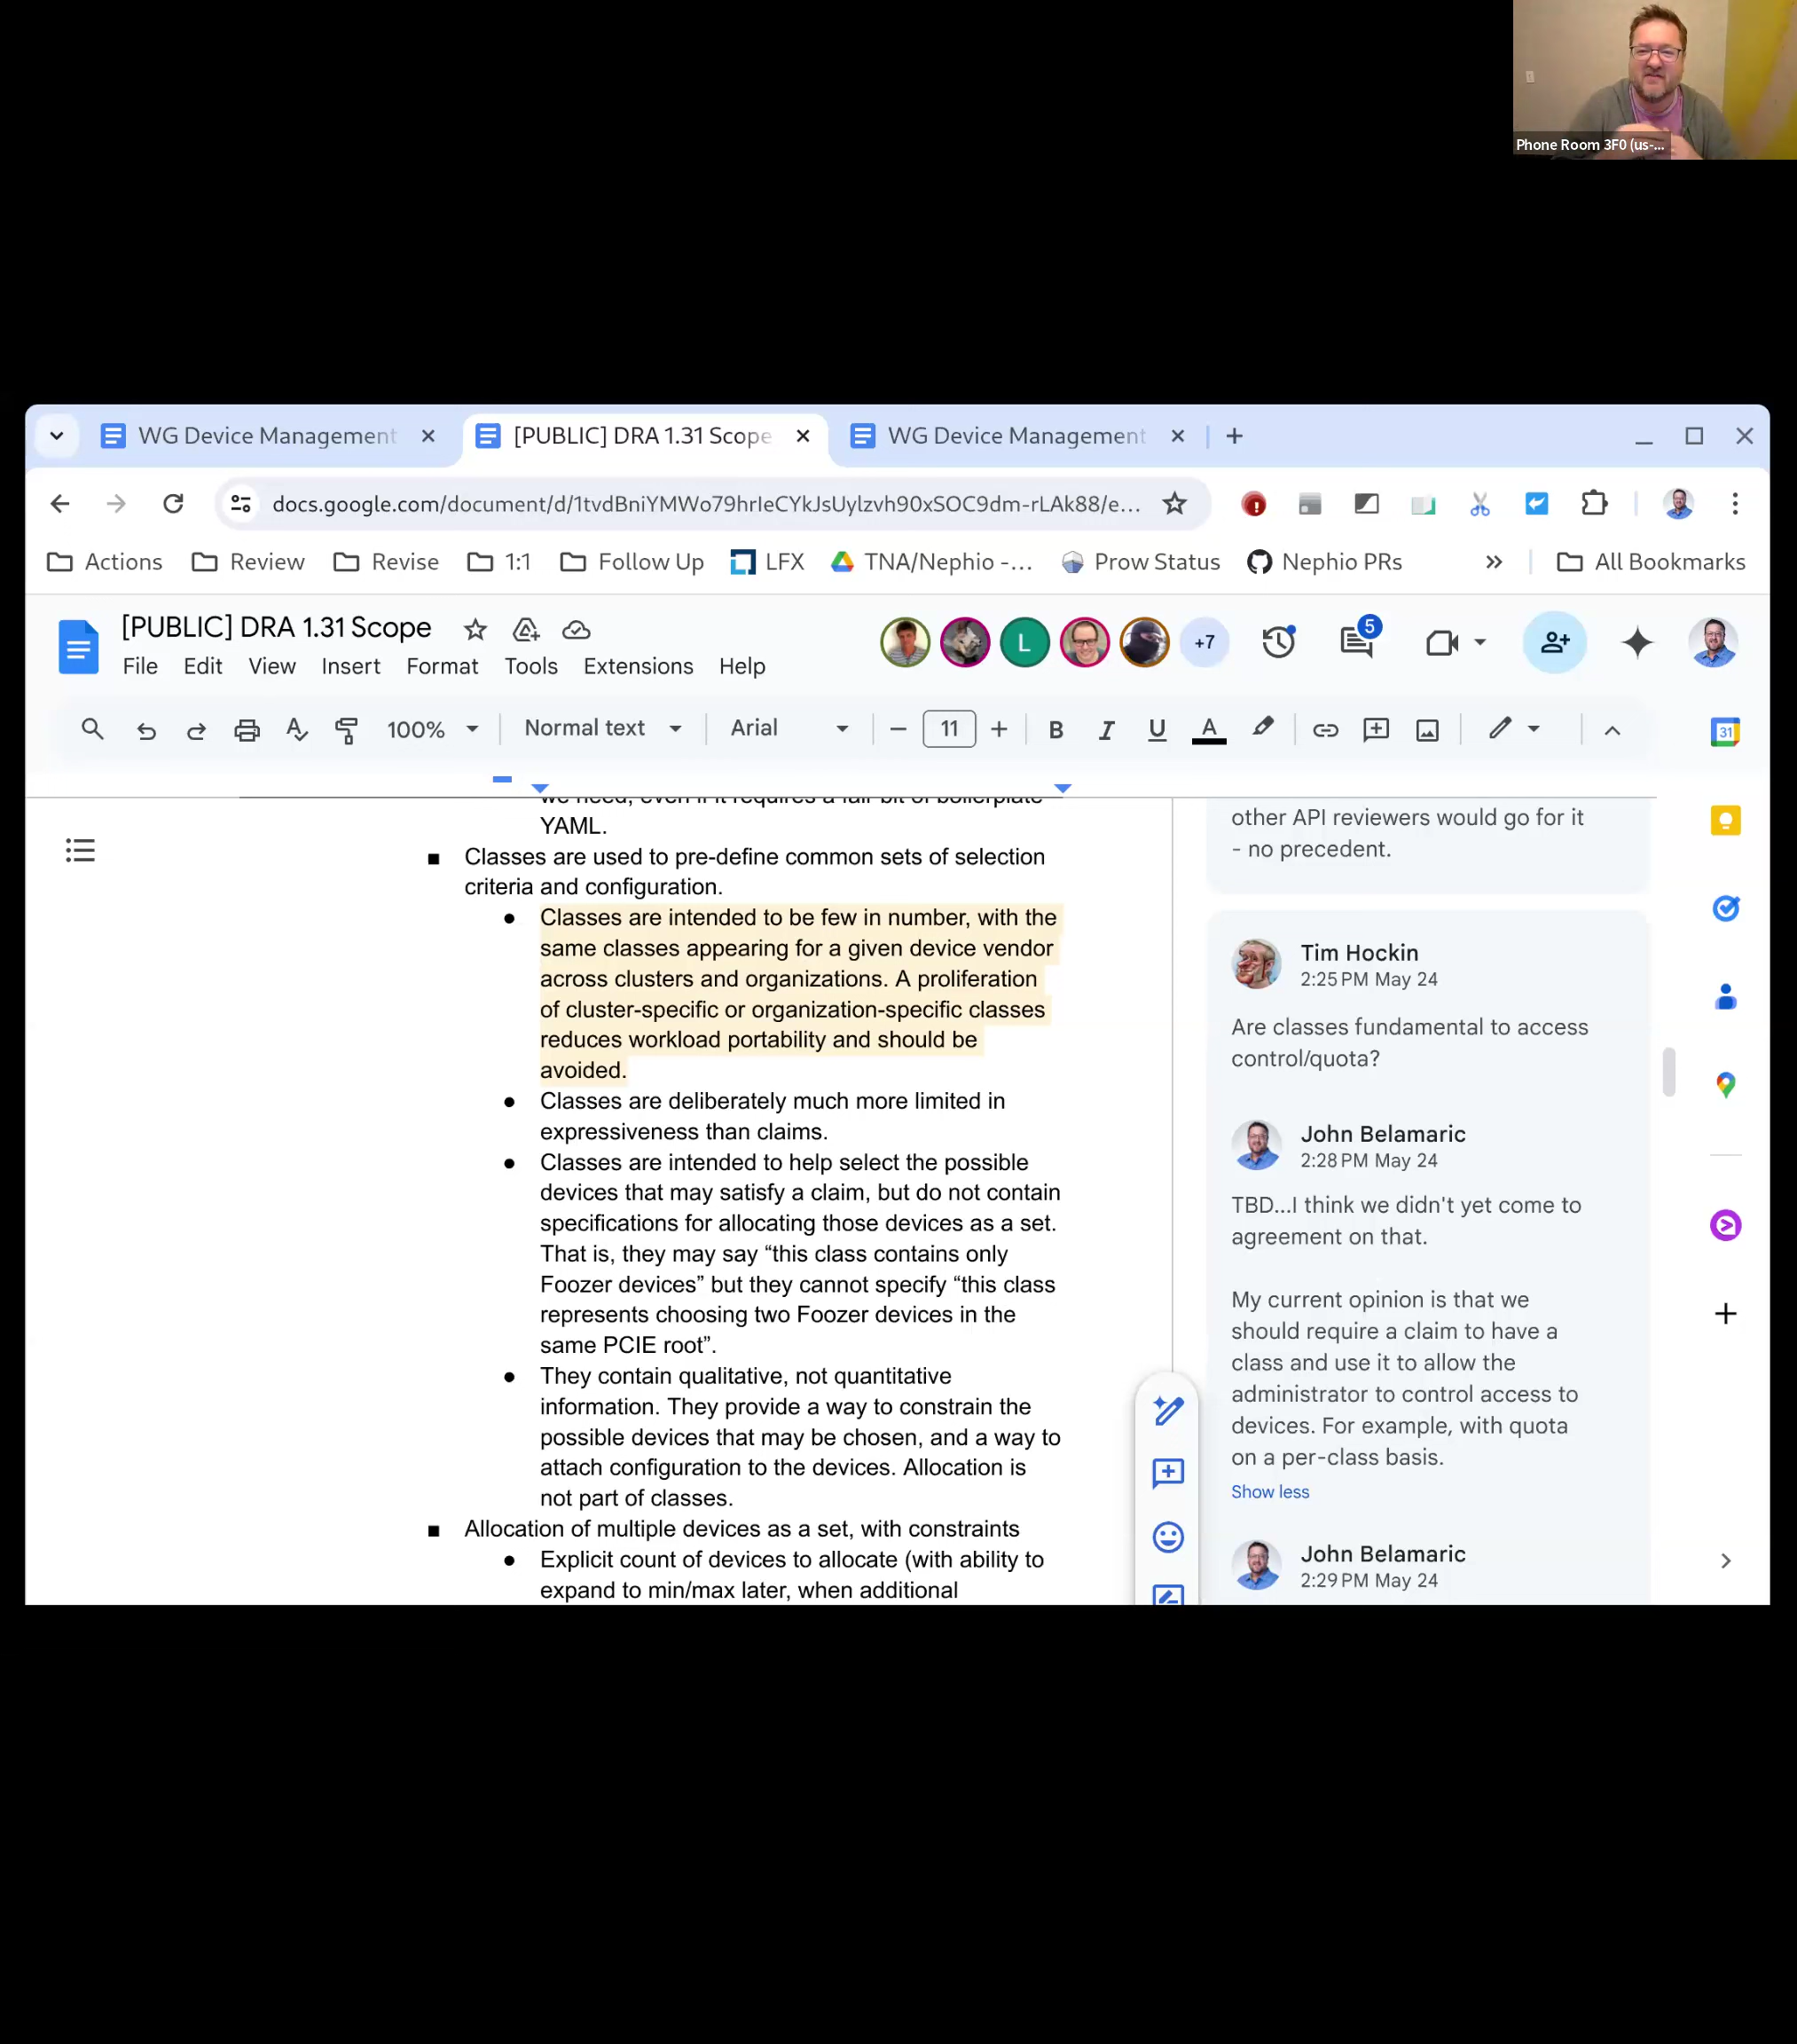 Phone Room 3F0 (us-...
WG Device Management
[PUBLIC] DRA 1.31 Scope
WG Device Management
docs.google.com/document/d/1tvdBniYMWo79hrIeCYkJsUylzvh90xSOC9dm-rLAk88/e...
Actions
Review
Revise
1:1
Follow Up
LFX
TNA/Nephio -...
Prow Status
Nephio PRs
All Bookmarks
[PUBLIC] DRA 1.31 Scope
L
+7
5
File Edit View Insert Format Tools Extensions Help
100% Normal text Arial 11 B I U A
31
we need, even if it requires a fair bit of boilerplate
YAML.
Classes are used to pre-define common sets of selection
criteria and configuration.
Classes are intended to be few in number, with the
same classes appearing for a given device vendor
across clusters and organizations. A proliferation
of cluster-specific or organization-specific classes
reduces workload portability and should be
avoided.
Classes are deliberately much more limited in
expressiveness than claims.
Classes are intended to help select the possible
devices that may satisfy a claim, but do not contain
specifications for allocating those devices as a set.
That is, they may say “this class contains only
Foozer devices” but they cannot specify “this class
represents choosing two Foozer devices in the
same PCIE root”.
They contain qualitative, not quantitative
information. They provide a way to constrain the
possible devices that may be chosen, and a way to
attach configuration to the devices. Allocation is
not part of classes.
Allocation of multiple devices as a set, with constraints
Explicit count of devices to allocate (with ability to
expand to min/max later, when additional
other API reviewers would go for it
- no precedent.
Tim Hockin
2:25 PM May 24
Are classes fundamental to access
control/quota?
John Belamaric
2:28 PM May 24
TBD...I think we didn't yet come to
agreement on that.
My current opinion is that we
should require a claim to have a
class and use it to allow the
administrator to control access to
devices. For example, with quota
on a per-class basis.
Show less
John Belamaric
2:29 PM May 24